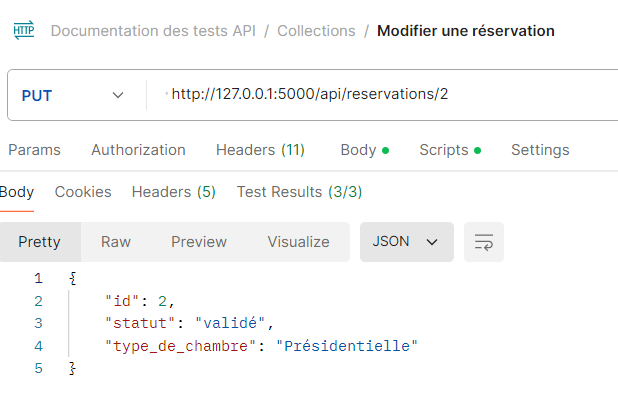 HTTP Documentation des tests API / Collections / Modifier une réservation
PUT http://127.0.0.1:5000/api/reservations/2
Params Authorization Headers (11) Body Scripts Settings
Body Cookies Headers (5) Test Results (3/3)
Pretty Raw Preview Visualize JSON
1 {
2 "id": 2,
3 "statut": "validé",
4 "type_de_chambre": "Présidentielle"
5 }